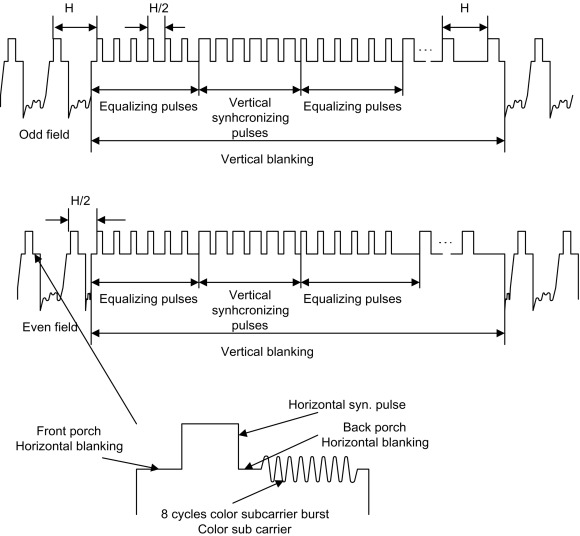 H
H/2
H
. . .
Equalizing pulses
Vertical
synhcronizing
pulses
Equalizing pulses
Odd field
Vertical blanking
H/2
. . .
Equalizing pulses
Vertical
synhcronizing
pulses
Equalizing pulses
Even field
Vertical blanking
Horizontal syn. pulse
Front porch
Horizontal blanking
Back porch
Horizontal blanking
8 cycles color subcarrier burst
Color sub carrier